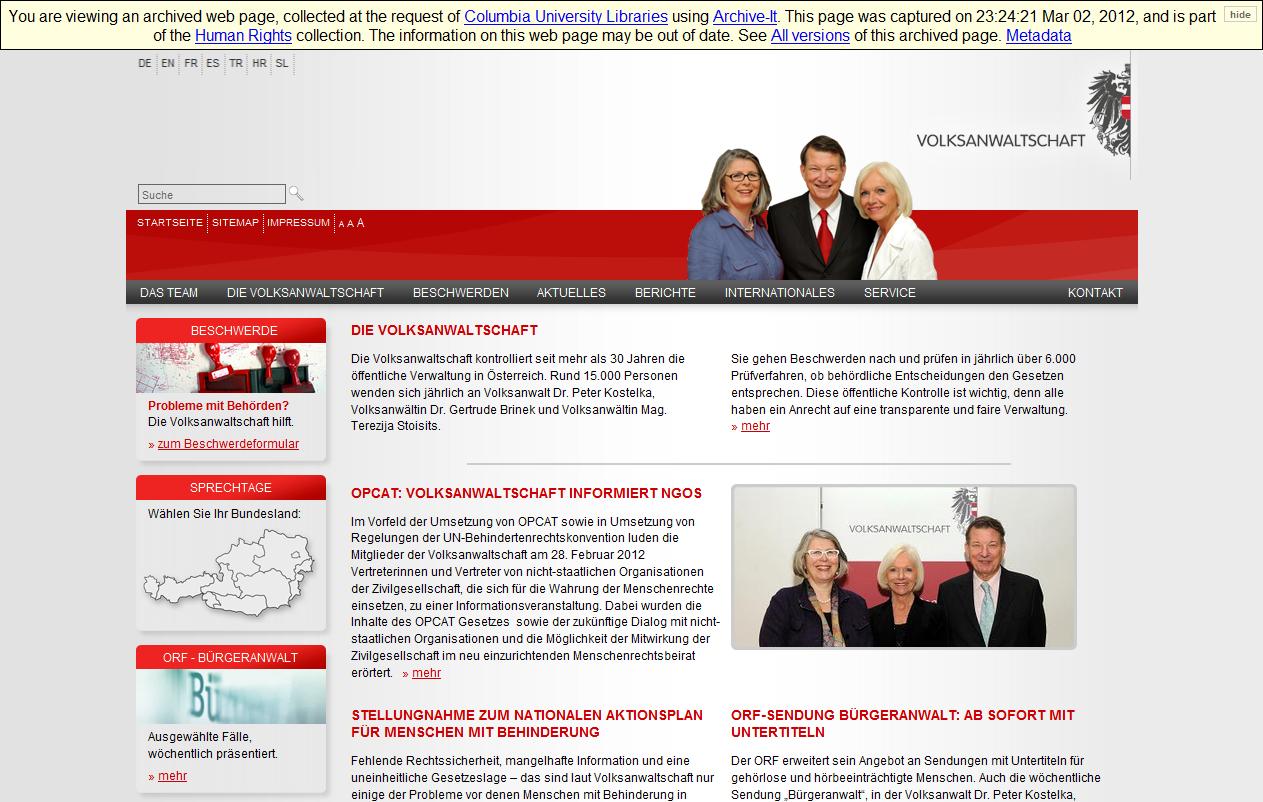 You are viewing an archived web page, collected at the request of Columbia University Libraries using Archive-It. This page was captured on 23:24:21 Mar 02, 2012, and is part
of the Human Rights collection. The information on this web page may be out of date. See All versions of this archived page. Metadata
hide
DE EN FR ES TR HR SL
VOLKSANWALTSCHAFT
Suche
STARTSEITE SITEMAP IMPRESSUM A A A
DAS TEAM DIE VOLKSANWALTSCHAFT BESCHWERDEN AKTUELLES BERICHTE INTERNATIONALES SERVICE KONTAKT
BESCHWERDE
Probleme mit Behörden?
Die Volksanwaltschaft hilft.
» zum Beschwerdeformular
SPRECHTAGE
Wählen Sie Ihr Bundesland:
ORF - BÜRGERANWALT
Bü
Ausgewählte Fälle,
wöchentlich präsentiert.
» mehr
DIE VOLKSANWALTSCHAFT
Die Volksanwaltschaft kontrolliert seit mehr als 30 Jahren die
öffentliche Verwaltung in Österreich. Rund 15.000 Personen
wenden sich jährlich an Volksanwalt Dr. Peter Kostelka,
Volksanwältin Dr. Gertrude Brinek und Volksanwältin Mag.
Terezija Stoisits.
Sie gehen Beschwerden nach und prüfen in jährlich über 6.000
Prüfverfahren, ob behördliche Entscheidungen den Gesetzen
entsprechen. Diese öffentliche Kontrolle ist wichtig, denn alle
haben ein Anrecht auf eine transparente und faire Verwaltung.
» mehr
OPCAT: VOLKSANWALTSCHAFT INFORMIERT NGOS
Im Vorfeld der Umsetzung von OPCAT sowie in Umsetzung von
Regelungen der UN-Behindertenrechtskonvention luden die
Mitglieder der Volksanwaltschaft am 28. Februar 2012
Vertreterinnen und Vertreter von nicht-staatlichen Organisationen
der Zivilgesellschaft, die sich für die Wahrung der Menschenrechte
einsetzen, zu einer Informationsveranstaltung. Dabei wurden die
Inhalte des OPCAT Gesetzes sowie der zukünftige Dialog mit nicht-
staatlichen Organisationen und die Möglichkeit der Mitwirkung der
Zivilgesellschaft im neu einzurichtenden Menschenrechtsbeirat
erörtert. » mehr
VOLKSANWALTSCHAFT
STELLUNGNAHME ZUM NATIONALEN AKTIONSPLAN
FÜR MENSCHEN MIT BEHINDERUNG
Fehlende Rechtssicherheit, mangelhafte Information und eine
uneinheitliche Gesetzeslage – das sind laut Volksanwaltschaft nur
einige der Probleme vor denen Menschen mit Behinderung in
ORF-SENDUNG BÜRGERANWALT: AB SOFORT MIT
UNTERTITELN
Der ORF erweitert sein Angebot an Sendungen mit Untertiteln für
gehörlose und hörbeeinträchtigte Menschen. Auch die wöchentliche
Sendung „Bürgeranwalt“, in der Volksanwalt Dr. Peter Kostelka,